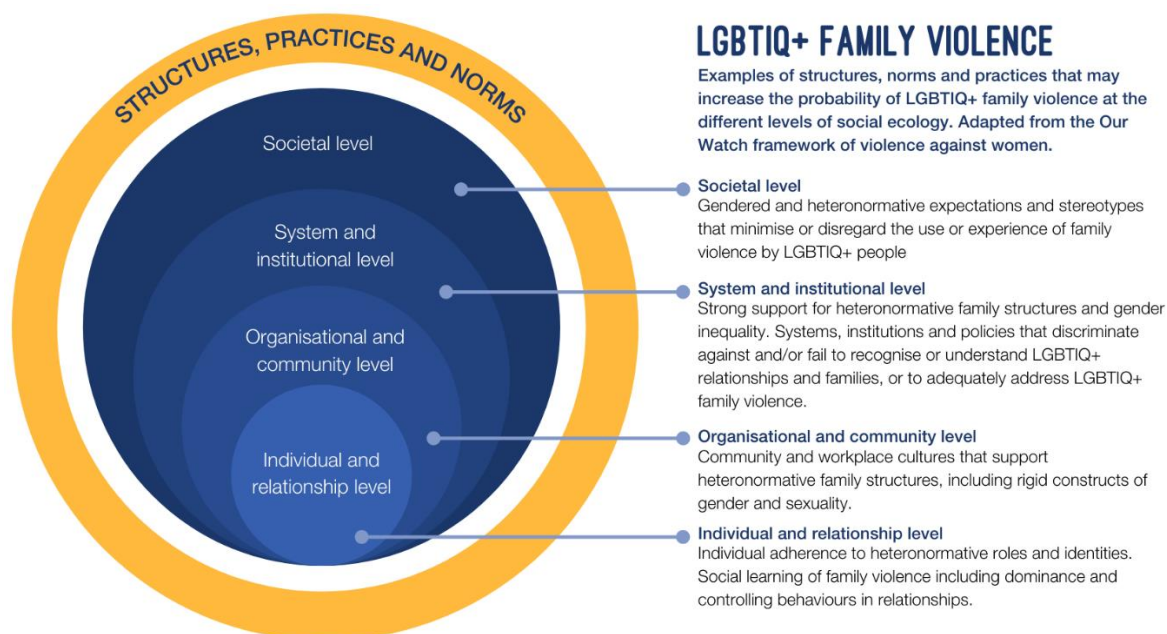 STRUCTURES, PRACTICES AND NORMS
Societal level
System and
institutional level
Organisational and
community level
Individual and
relationship level
LGBTIQ+ FAMILY VIOLENCE
Examples of structures, norms and practices that may
increase the probability of LGBTIQ+ family violence at the
different levels of social ecology. Adapted from the Our
Watch framework of violence against women.
Societal level
Gendered and heteronormative expectations and stereotypes
that minimise or disregard the use or experience of family
violence by LGBTIQ+ people
System and institutional level
Strong support for heteronormative family structures and gender
inequality. Systems, institutions and policies that discriminate
against and/or fail to recognise or understand LGBTIQ+
relationships and families, or to adequately address LGBTIQ+
family violence.
Organisational and community level
Community and workplace cultures that support
heteronormative family structures, including rigid constructs of
gender and sexuality.
Individual and relationship level
Individual adherence to heteronormative roles and identities.
Social learning of family violence including dominance and
controlling behaviours in relationships.